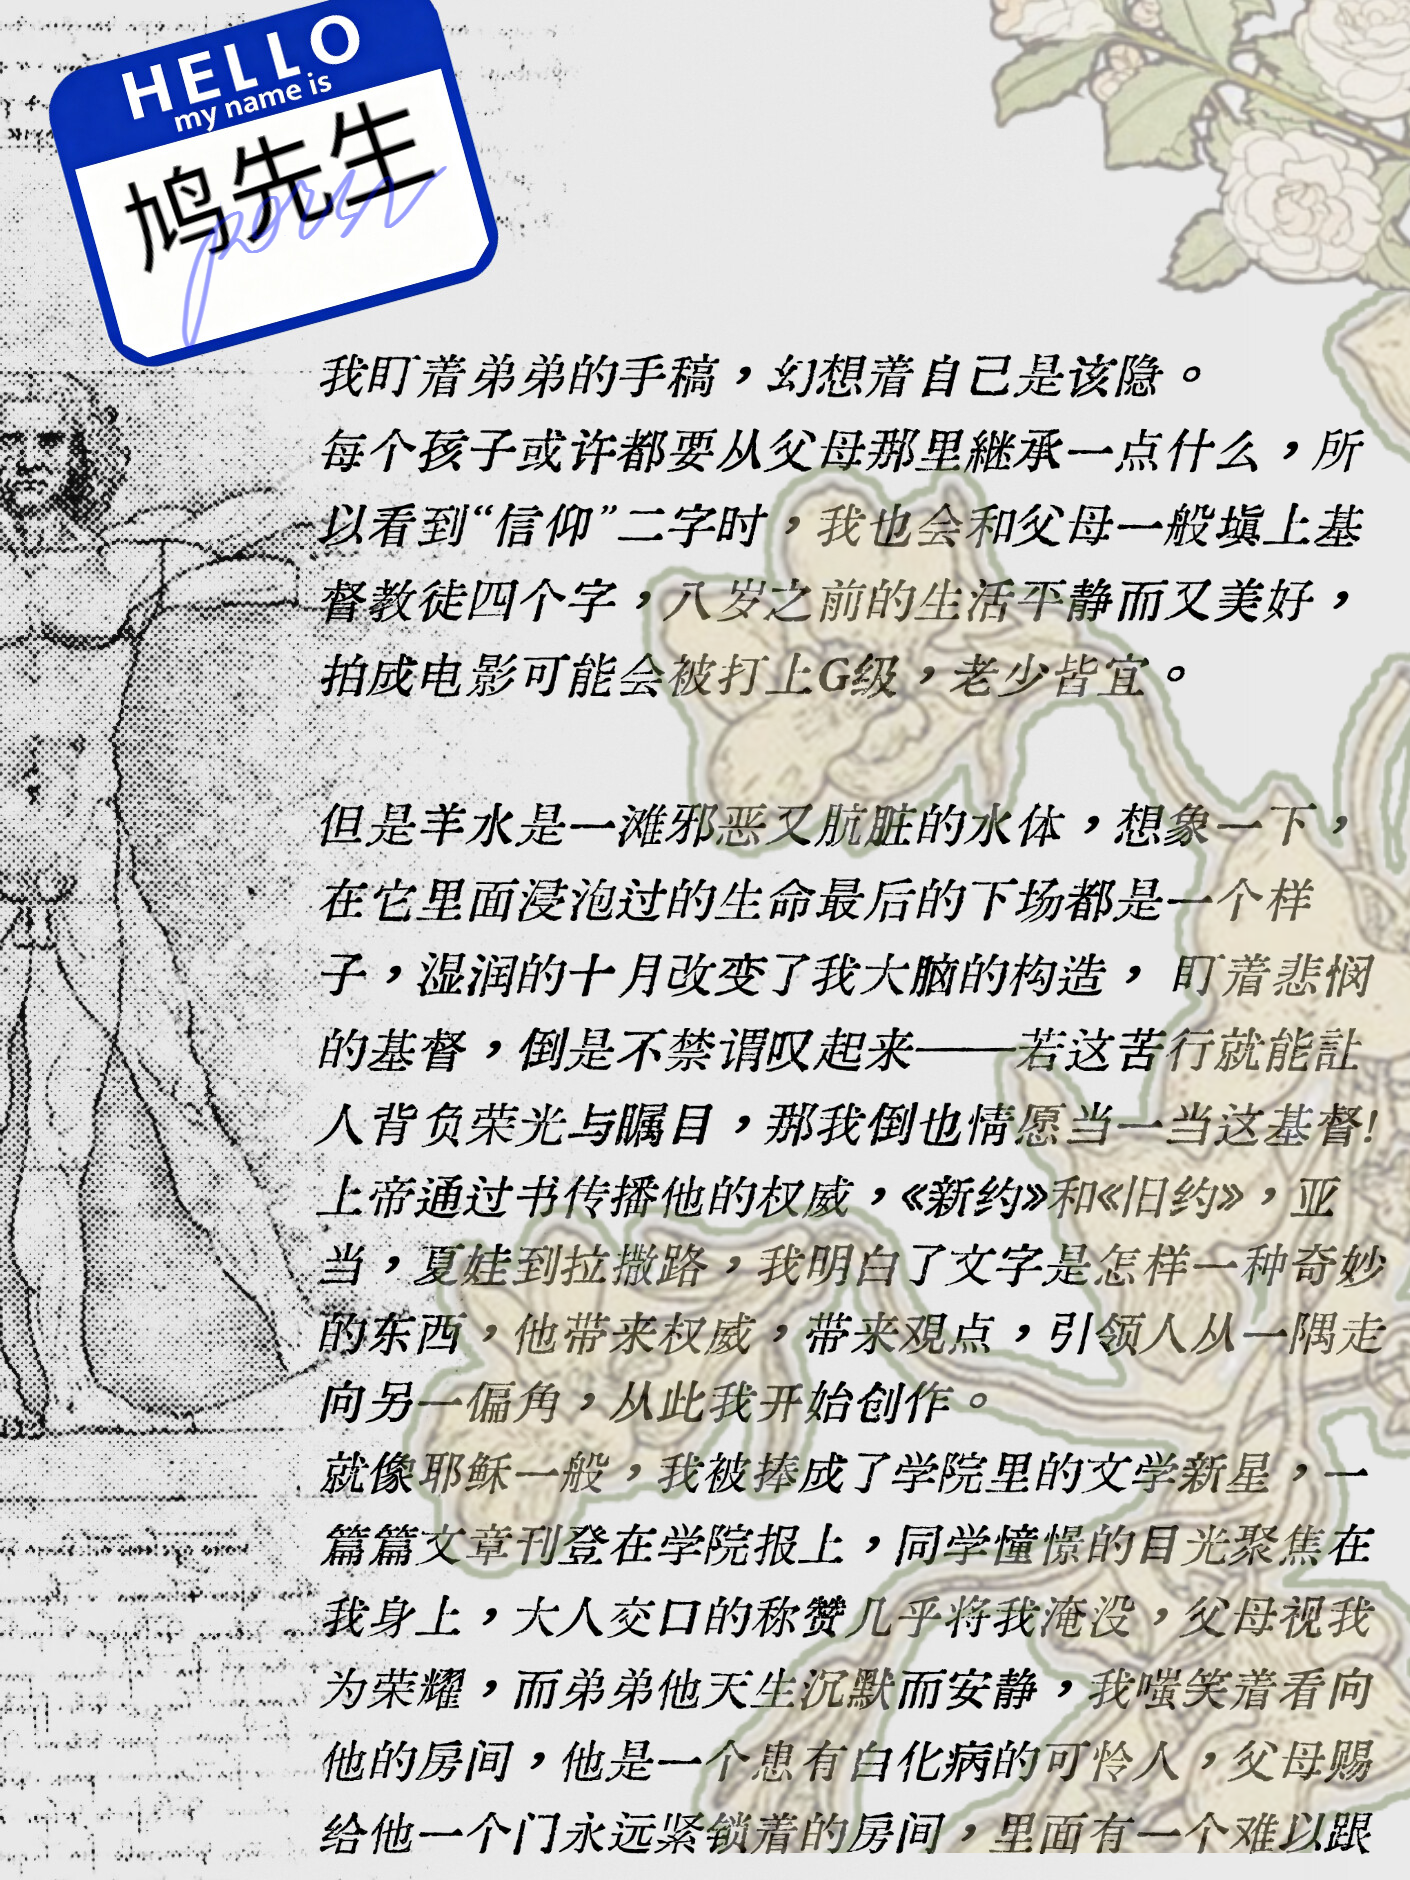 HELLO
my name is
鸠先生
我盯着弟弟的手稿，幻想着自己是该隐。
每个孩子或许都要从父母那里継承一点什么，所
以看到“信仰”二字时，我也会和父母一般填上基
督教徒四个字，八岁之前的生活平静而又美好，
拍成电影可能会被打上G级，老少皆宜。
但是羊水是一滩邪恶又肮脏的水体，想象一下，
在它里面浸泡过的生命最后的下场都是一个样
子，湿润的十月改变了我大脑的构造， 盯着悲悯
的基督，倒是不禁谓叹起来——若这苦行就能註
人背负荣光与瞩目，那我倒也情愿当一当这基督!
上帝通过书传播他的权威，《新约》和《旧约》，亚
当，夏娃到拉撒路，我明白了文字是怎样一种奇妙
的东西，他带来权威，带来观点，引领人从一隅走
向另一偏角，从此我开始创作。
就像耶稣一般，我被捧成了学院里的文学新星，一
篇篇文章刊登在学院报上，同学憧憬的目光聚焦在
我身上，大人交口的称赞几乎将我淹没，父母视我
为荣耀，而弟弟他天生沉默而安静，我嗤笑着看向
他的房间，他是一个患有白化病的可怜人，父母赐
给他一个门永远紧锁着的房间，里面有一个难以跟